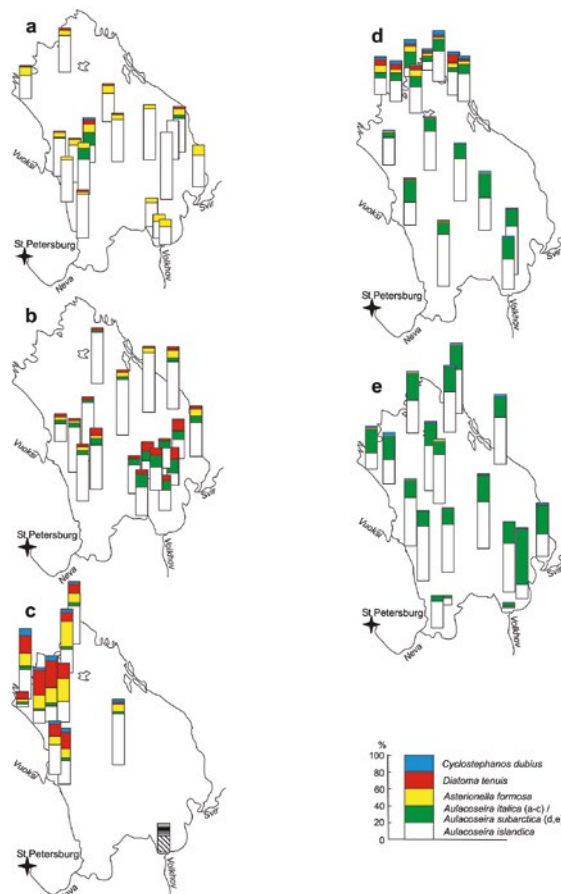 a
Vuoksi
Svir
St Petersburg
Neva
Volkhov
b
Vuoksi
Svir
St Petersburg
Neva
Volkhov
c
Vuoksi
Svir
St Petersburg
Neva
Volkhov
d
Vuoksi
Svir
St Petersburg
Neva
Volkhov
e
Vuoksi
Svir
St Petersburg
Neva
Volkhov
%
100
80
60
40
20
0
Cyclostephanos dubius
Diatoma tenuis
Asterionella formosa
Aulacoseira italica (a-c) /
Aulacoseira subarctica (d,e)
Aulacoseira islandica